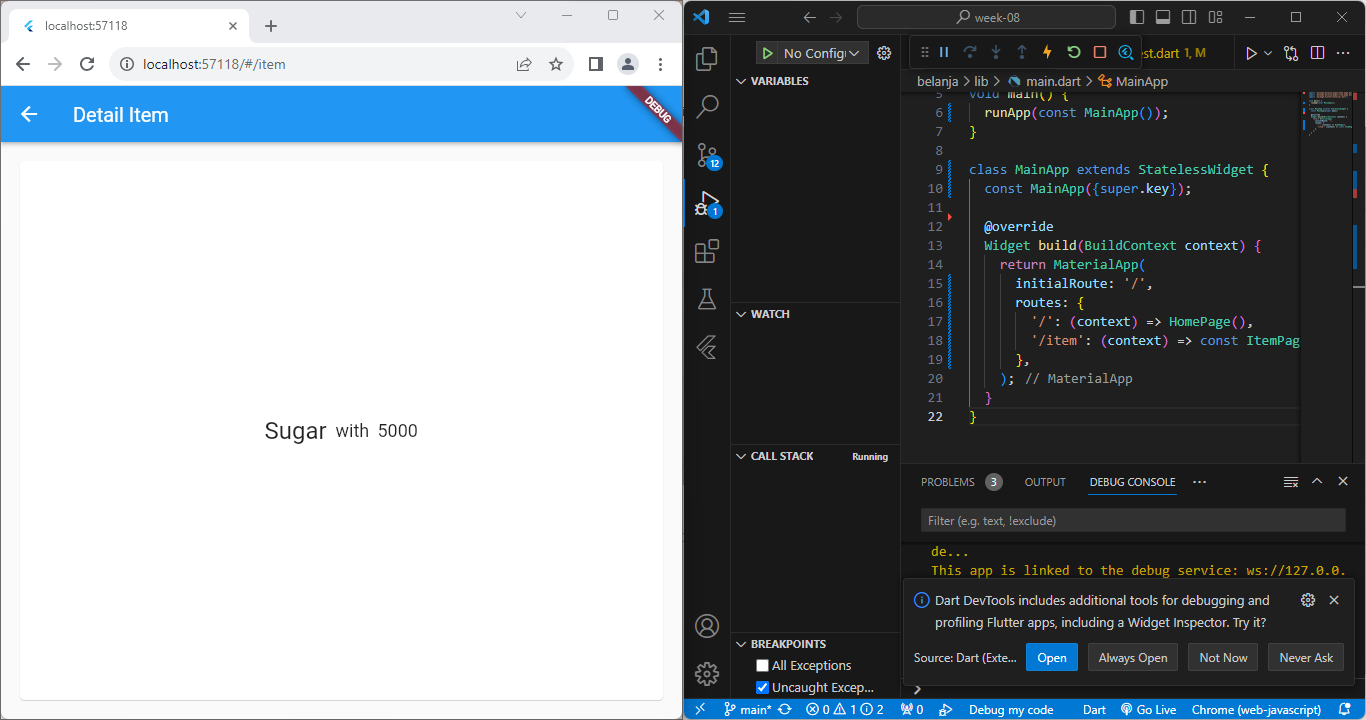 localhost:57118
localhost:57118/#/item
Detail Item
DEBUG
Sugar with 5000
week-08
No Config
est.dart 1, M
VARIABLES
WATCH
CALL STACK
Running
BREAKPOINTS
All Exceptions
Uncaught Excep...
12
1
belanja > lib > main.dart > MainApp
5 void main() {
6 runApp(const MainApp());
7 }
8
9 class MainApp extends StatelessWidget {
10 const MainApp({super.key});
11
12 @override
13 Widget build(BuildContext context) {
14 return MaterialApp(
15 initialRoute: '/',
16 routes: {
17 '/': (context) => HomePage(),
18 '/item': (context) => const ItemPag
19 },
20 ); // MaterialApp
21 }
22 }
PROBLEMS 3 OUTPUT DEBUG CONSOLE ...
Filter (e.g. text, !exclude)
de...
This app is linked to the debug service: ws://127.0.0.
Dart DevTools includes additional tools for debugging and
profiling Flutter apps, including a Widget Inspector. Try it?
Source: Dart (Exte... Open Always Open Not Now Never Ask
main* 0 1 2 0 Debug my code Dart Go Live Chrome (web-javascript)